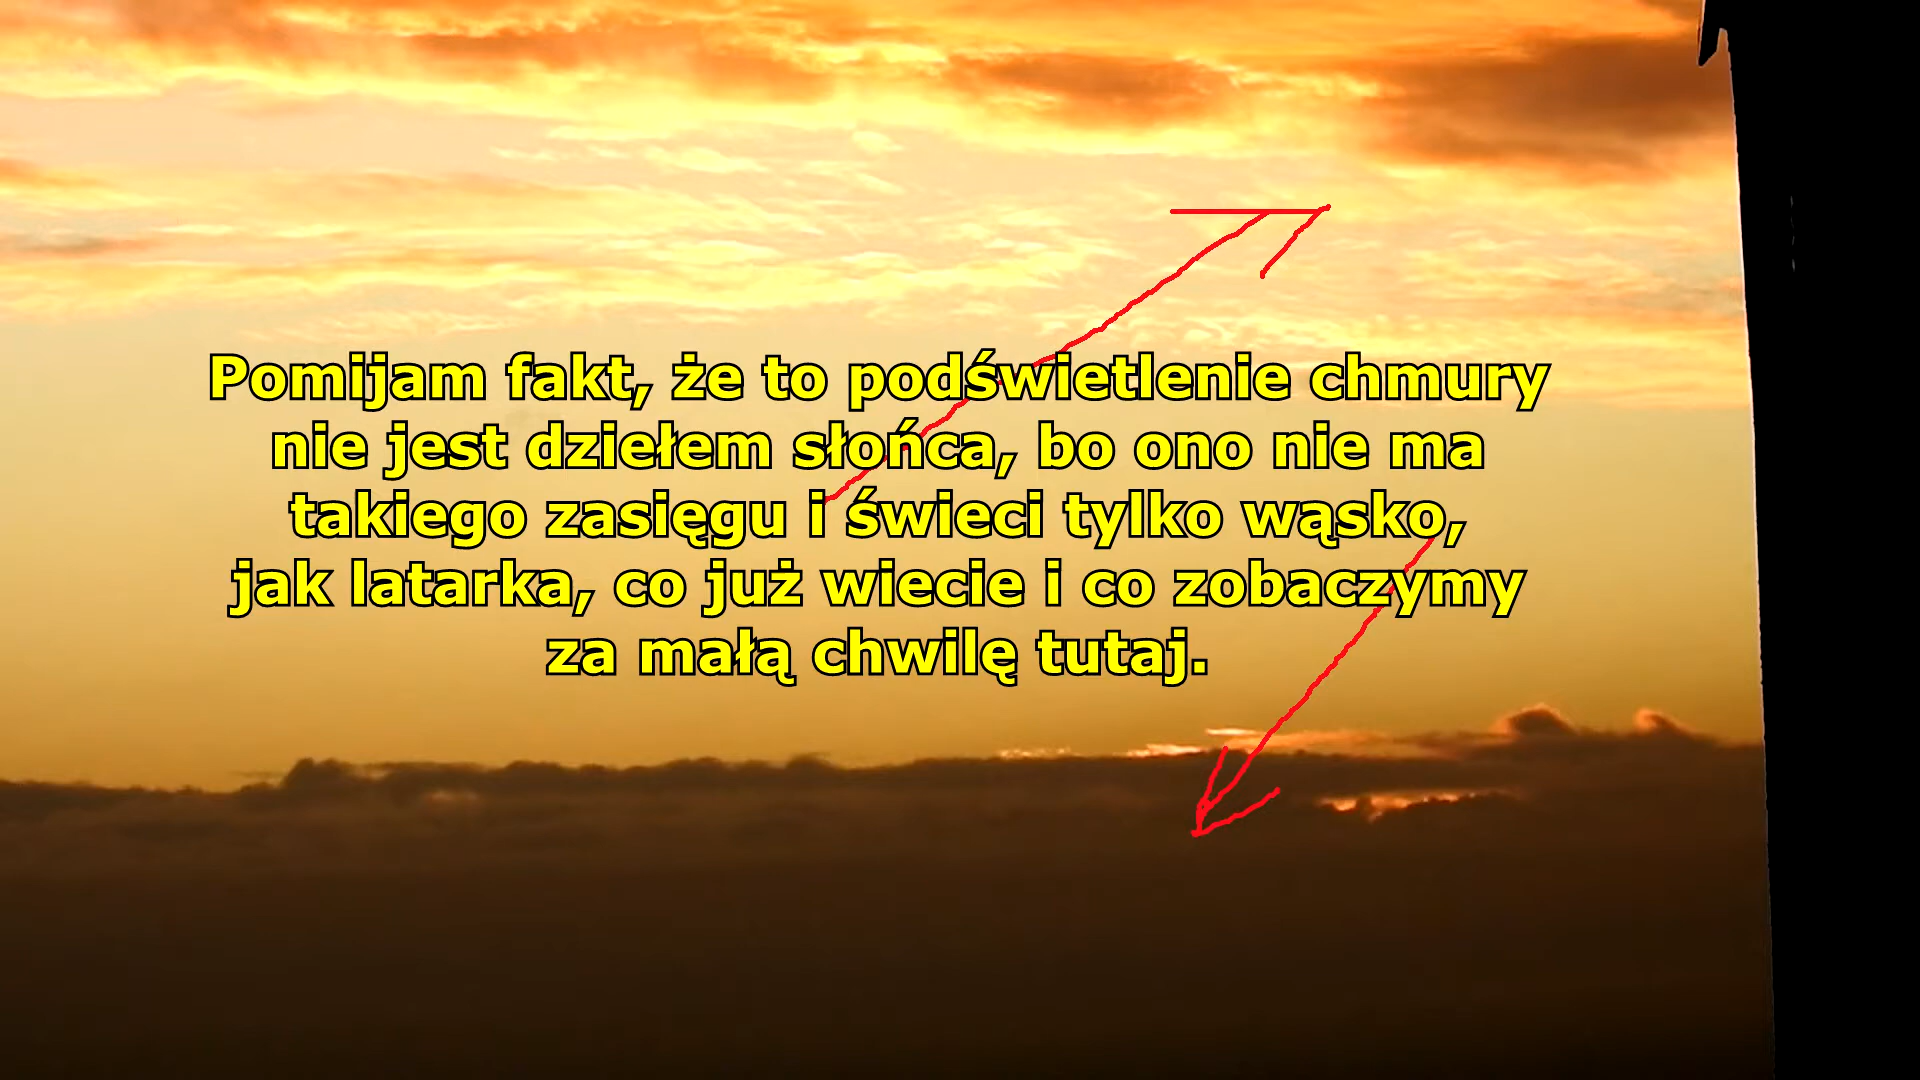 Pomijam fakt, że to podświetlenie chmury
nie jest dziełem słońca, bo ono nie ma
takiego zasięgu i świeci tylko wąsko,
jak latarka, co już wiecie i co zobaczymy
za małą chwilę tutaj.